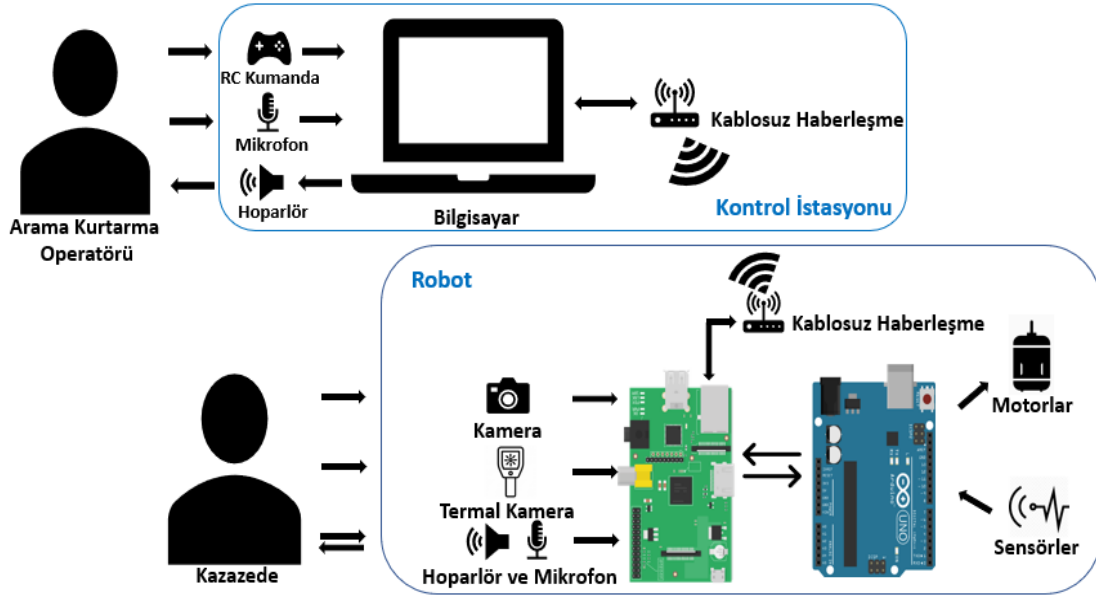 RC Kumanda
Mikrofon
Hoparlör
Arama Kurtarma
Operatörü
Bilgisayar
Kablosuz Haberleşme
Kontrol İstasyonu
Robot
Kablosuz Haberleşme
Kamera
Termal Kamera
Hoparlör ve Mikrofon
Kazazede
UNO
Motorlar
Sensörler